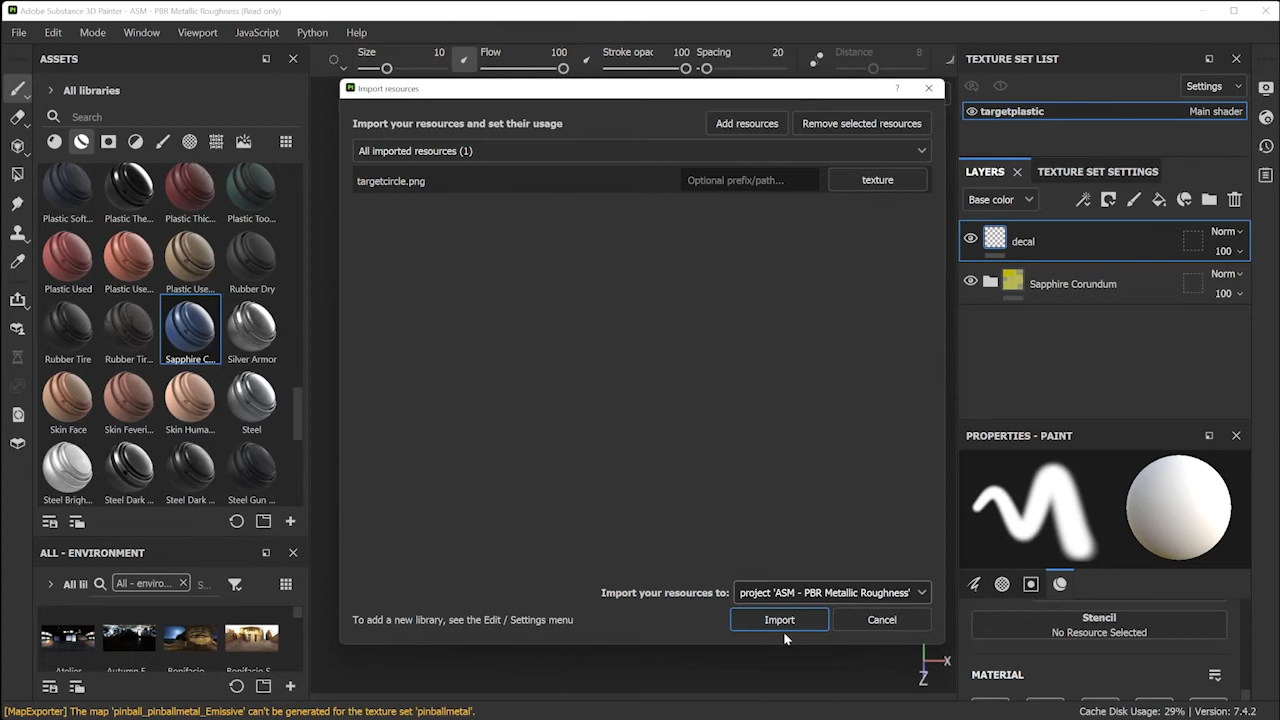 Adobe Substance 3D Painter - ASM - PBR Metallic Roughness (Read only)
File Edit Mode Window Viewport JavaScript Python Help
ASSETS
Size 10 Flow 100 Stroke opac 100 Spacing 20 Distance 8
All libraries
Search
Plastic Soft... Plastic The... Plastic Thic... Plastic Too...
Plastic Used Plastic Use... Plastic Use... Rubber Dry
Rubber Tire Rubber Tir... Sapphire C... Silver Armor
Skin Face Skin Feveri... Skin Huma... Steel
Steel Brigh... Steel Dark ... Steel Dark ... Steel Gun ...
ALL - ENVIRONMENT
All li All - enviro... S...
Import resources
Import your resources and set their usage
Add resources Remove selected resources
All imported resources (1)
targetcircle.png Optional prefix/path... texture
Import your resources to: project 'ASM - PBR Metallic Roughness'
To add a new library, see the Edit / Settings menu
Import Cancel
X
Z
TEXTURE SET LIST
Settings
targetplastic Main shader
LAYERS TEXTURE SET SETTINGS
Base color
decal Norm 100
Sapphire Corundum Norm 100
PROPERTIES - PAINT
Stencil
No Resource Selected
MATERIAL
[MapExporter] The map 'pinball_pinballmetal_Emissive' can't be generated for the texture set 'pinballmetal'.
Cache Disk Usage: 29% | Version: 7.4.2